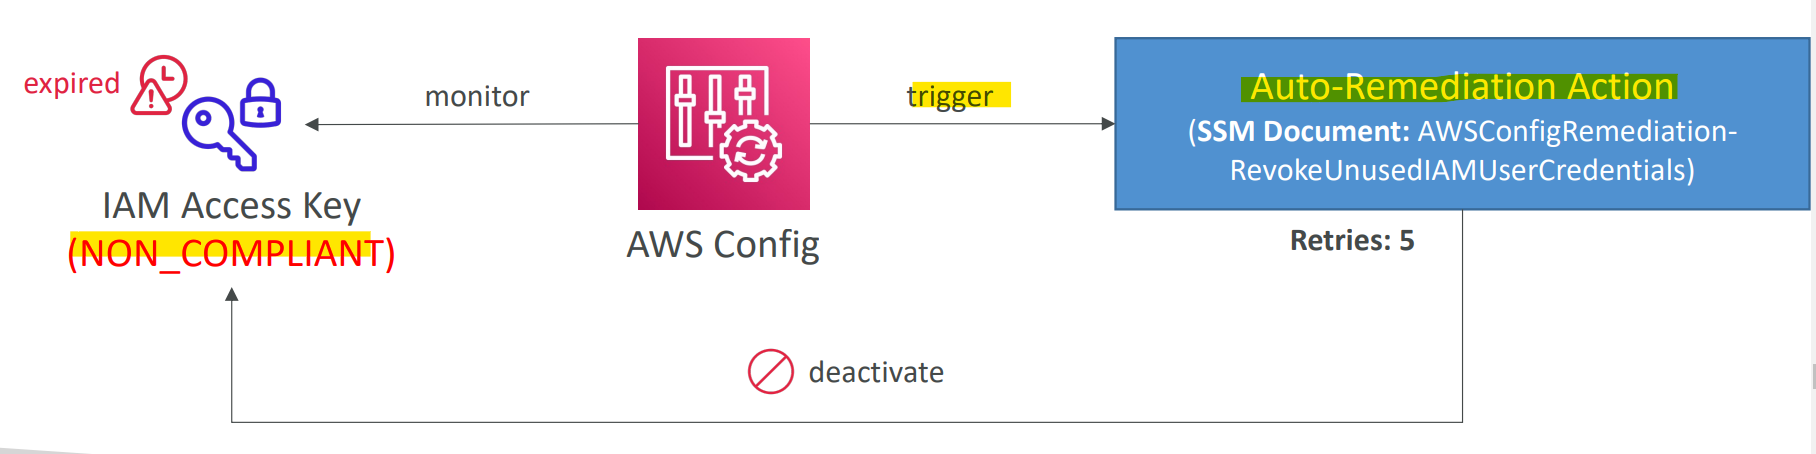 expired
monitor
trigger
Auto-Remediation Action
(SSM Document: AWSConfigRemediation-
RevokeUnusedIAMUserCredentials)
IAM Access Key
(NON_COMPLIANT)
AWS Config
Retries: 5
deactivate